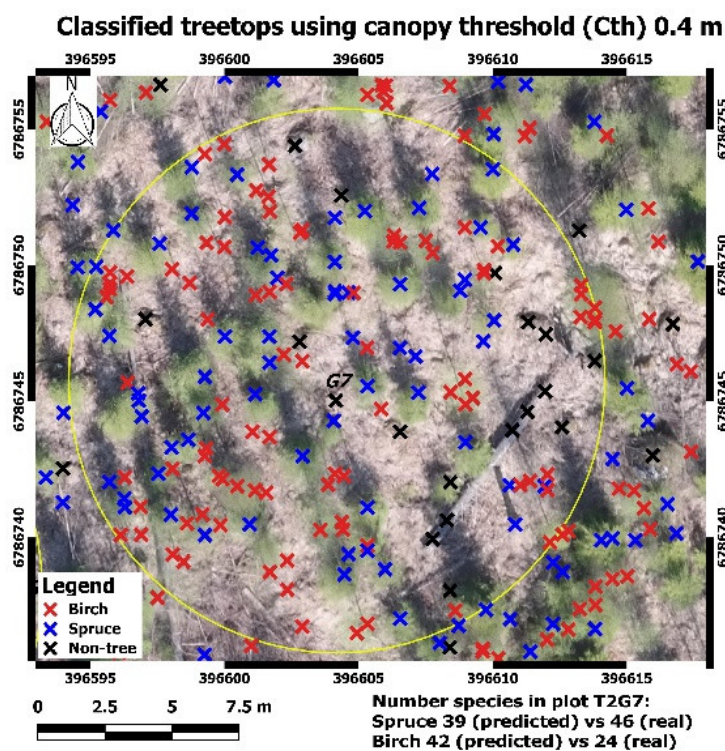 Classified treetops using canopy threshold (Cth) 0.4 m
396595 396600 396605 396610 396615
N
6786755 6786755
6786750 6786750
G7
6786745 6786745
6786740 6786740
Legend
Birch
Spruce
Non-tree
396595 396600 396605 396610 396615
0 2.5 5 7.5 m
Number species in plot T2G7:
Spruce 39 (predicted) vs 46 (real)
Birch 42 (predicted) vs 24 (real)